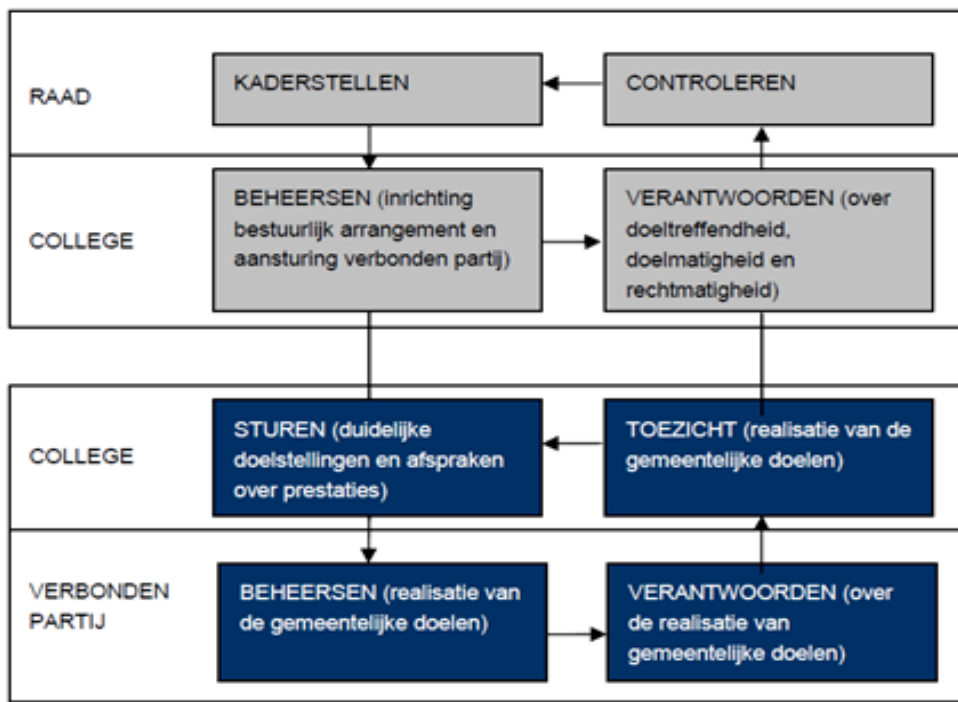 RAAD
KADERSTELLEN
CONTROLEREN
COLLEGE
BEHEERSEN (inrichting
bestuurlijk arrangement en
aansturing verbonden partij)
VERANTWOORDEN (over
doeltreffendheid,
doelmatigheid en
rechtmatigheid)
COLLEGE
STUREN (duidelijke
doelstellingen en afspraken
over prestaties)
TOEZICHT (realisatie van de
gemeentelijke doelen)
VERBONDEN
PARTIJ
BEHEERSEN (realisatie van
de gemeentelijke doelen)
VERANTWOORDEN (over
de realisatie van
gemeentelijke doelen)